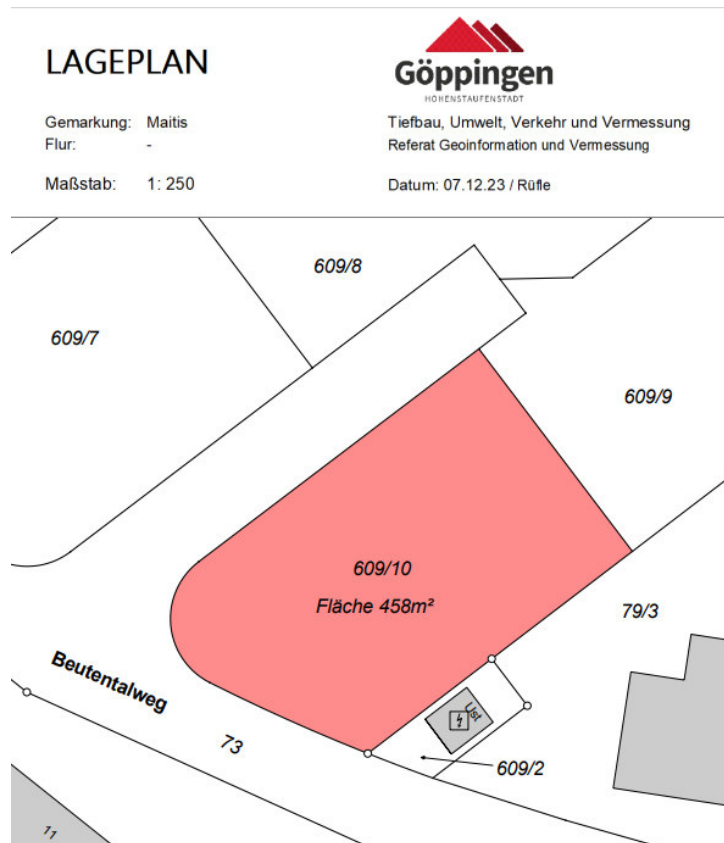 LAGEPLAN
Göppingen
HOHENSTAUFENSTADT
Gemarkung: Maitis
Flur: -
Maßstab: 1: 250
Tiefbau, Umwelt, Verkehr und Vermessung
Referat Geoinformation und Vermessung
Datum: 07.12.23 / Rüfle
609/8
609/7
609/9
609/10
Fläche 458m²
79/3
Beutentalweg
Ust
73
609/2
11